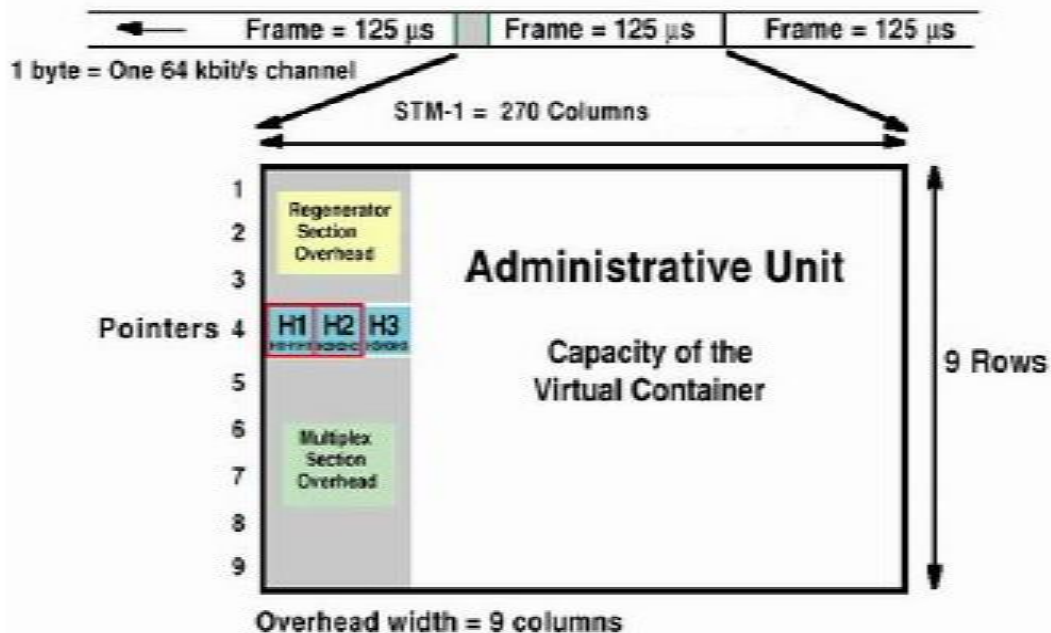 Frame = 125 µs Frame = 125 µs Frame = 125 µs
1 byte = One 64 kbit/s channel
STM-1 = 270 Columns
1
Regenerator
2
Section
Overhead
3
Administrative Unit
Pointers 4 H1 H2 H3
Capacity of the
Virtual Container
9 Rows
5
6
Multiplex
Section
7
Overhead
8
9
Overhead width = 9 columns